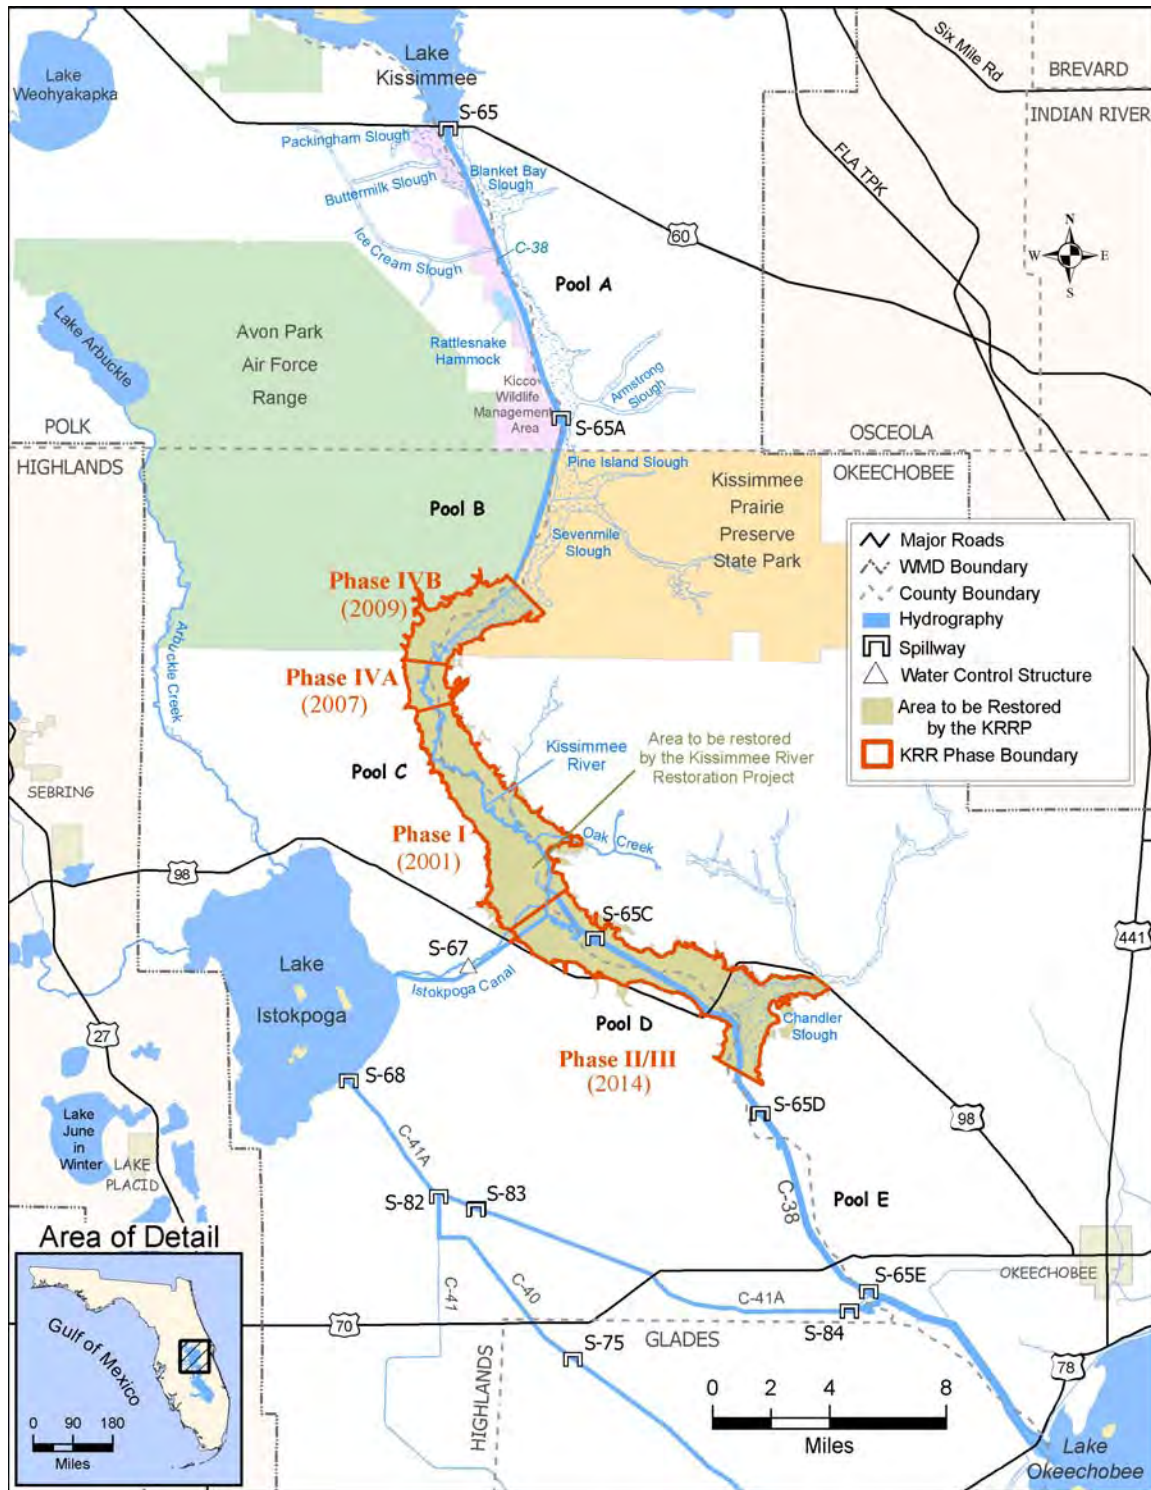 Lake
Kissimmee
Lake
Weohyakapka
Six Mile Rd
BREVARD
INDIAN RIVER
S-65
Packingham Slough
Buttermilk Slough
Blanket Bay
Slough
FLA TPK
Ice Cream Slough
C-38
60
N
W
E
S
Pool A
Lake Arbuckle
Avon Park
Air Force
Range
Rattlesnake
Hammock
Kicco
Wildlife
Management
Area
Armstrong
Slough
S-65A
POLK
HIGHLANDS
OSCEOLA
OKEECHOBEE
Pine Island Slough
Pool B
Kissimmee
Prairie
Preserve
State Park
Sevenmile
Slough
Major Roads
WMD Boundary
County Boundary
Hydrography
Spillway
Water Control Structure
Area to be Restored
by the KRRP
KRR Phase Boundary
Phase IVB
(2009)
Arbuckle Creek
Phase IVA
(2007)
Kissimmee
River
Area to be restored
by the Kissimmee River
Restoration Project
Pool C
SEBRING
Phase I
(2001)
Oak Creek
98
S-65C
S-67
441
Lake
Istokpoga
Istokpoga Canal
Pool D
Chandler
Slough
27
Phase II/III
(2014)
S-68
S-65D
98
Lake
June
in
Winter
LAKE
PLACID
C-41A
S-82
S-83
C-38
Pool E
Area of Detail
Gulf of Mexico
0 90 180
Miles
C-41
C-40
C-41A
S-65E
OKEECHOBEE
S-84
70
GLADES
HIGHLANDS
S-75
78
0 2 4 8
Miles
Lake
Okeechobee